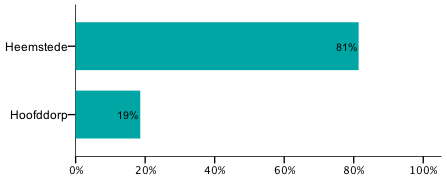 Heemstede 81%
Hoofddorp 19%
0% 20% 40% 60% 80% 100%